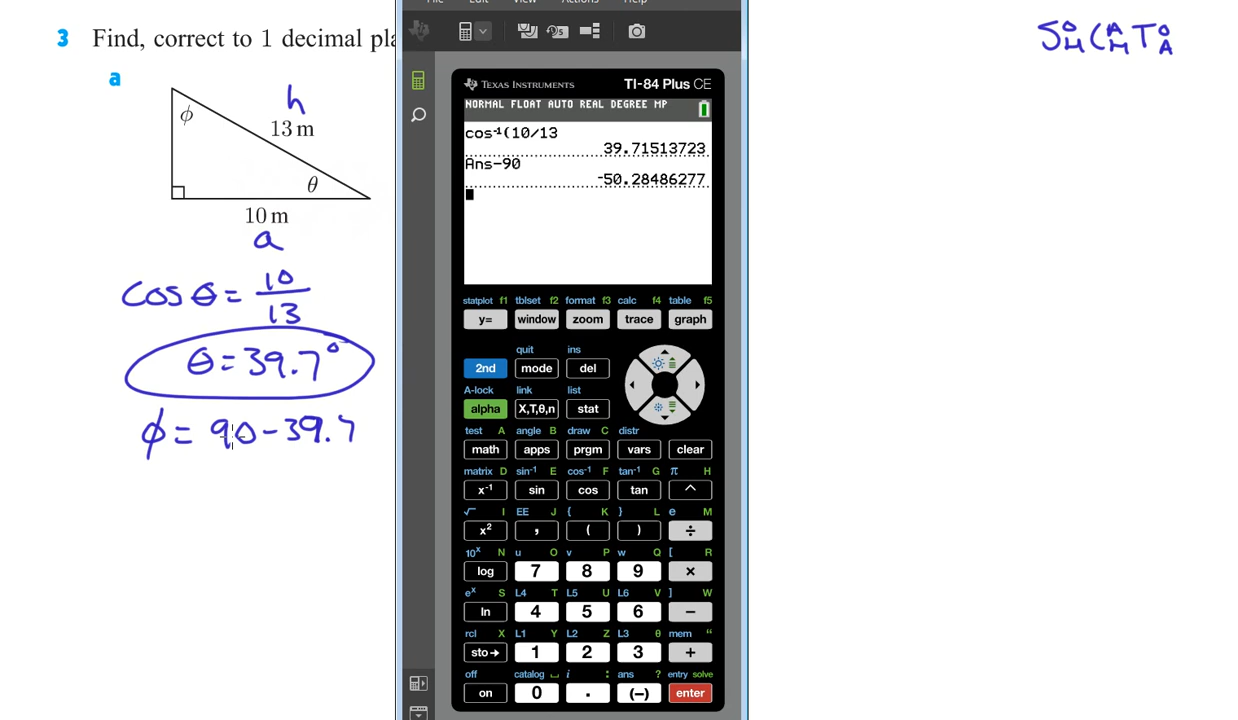 File Edit View Actions Help
3 Find, correct to 1 decimal pla
S O H C A H T O A
a
ϕ
h
13 m
θ
10 m
a
cos θ = 10/13
θ = 39.7°
ϕ = 90 - 39.7
TEXAS INSTRUMENTS TI-84 Plus CE
NORMAL FLOAT AUTO REAL DEGREE MP
cos⁻¹(10/13
39.71513723
Ans-90
-50.28486277
statplot f1 tblset f2 format f3 calc f4 table f5
y= window zoom trace graph
quit ins
2nd mode del
A-lock link list
alpha X,T,θ,n stat
test A angle B draw C distr
math apps prgm vars clear
matrix D sin⁻¹ E cos⁻¹ F tan⁻¹ G π H
x⁻¹ sin cos tan ^
√ I EE J { K } L e M
x² , ( ) ÷
10ˣ N u O v P w Q [ R
log 7 8 9 ×
eˣ S L4 T L5 U L6 V ] W
ln 4 5 6 −
rcl X L1 Y L2 Z L3 θ mem "
sto→ 1 2 3 +
off catalog ⎵ i : ans ? entry solve
on 0 . (−) enter